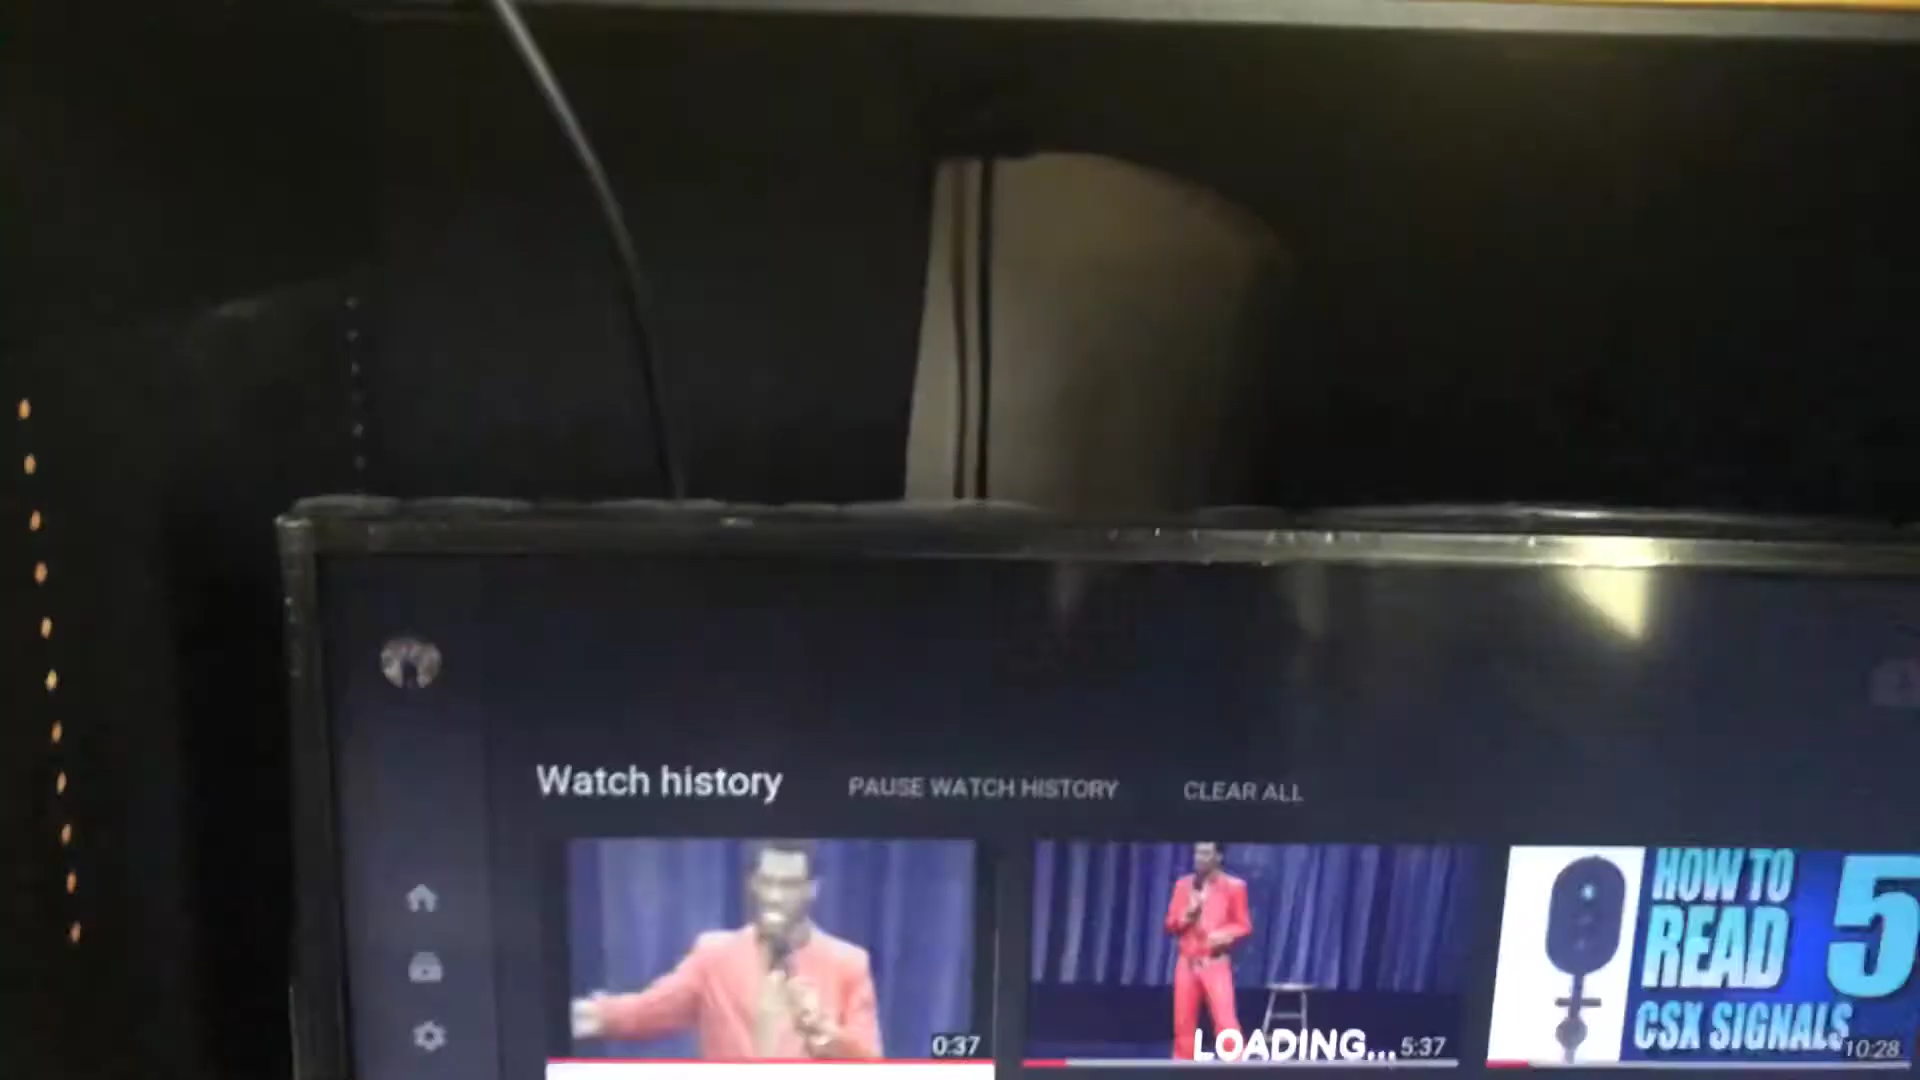 Watch history PAUSE WATCH HISTORY CLEAR ALL
HOW TO
READ 5
CSX SIGNALS
0:37
LOADING... 5:37
10:28